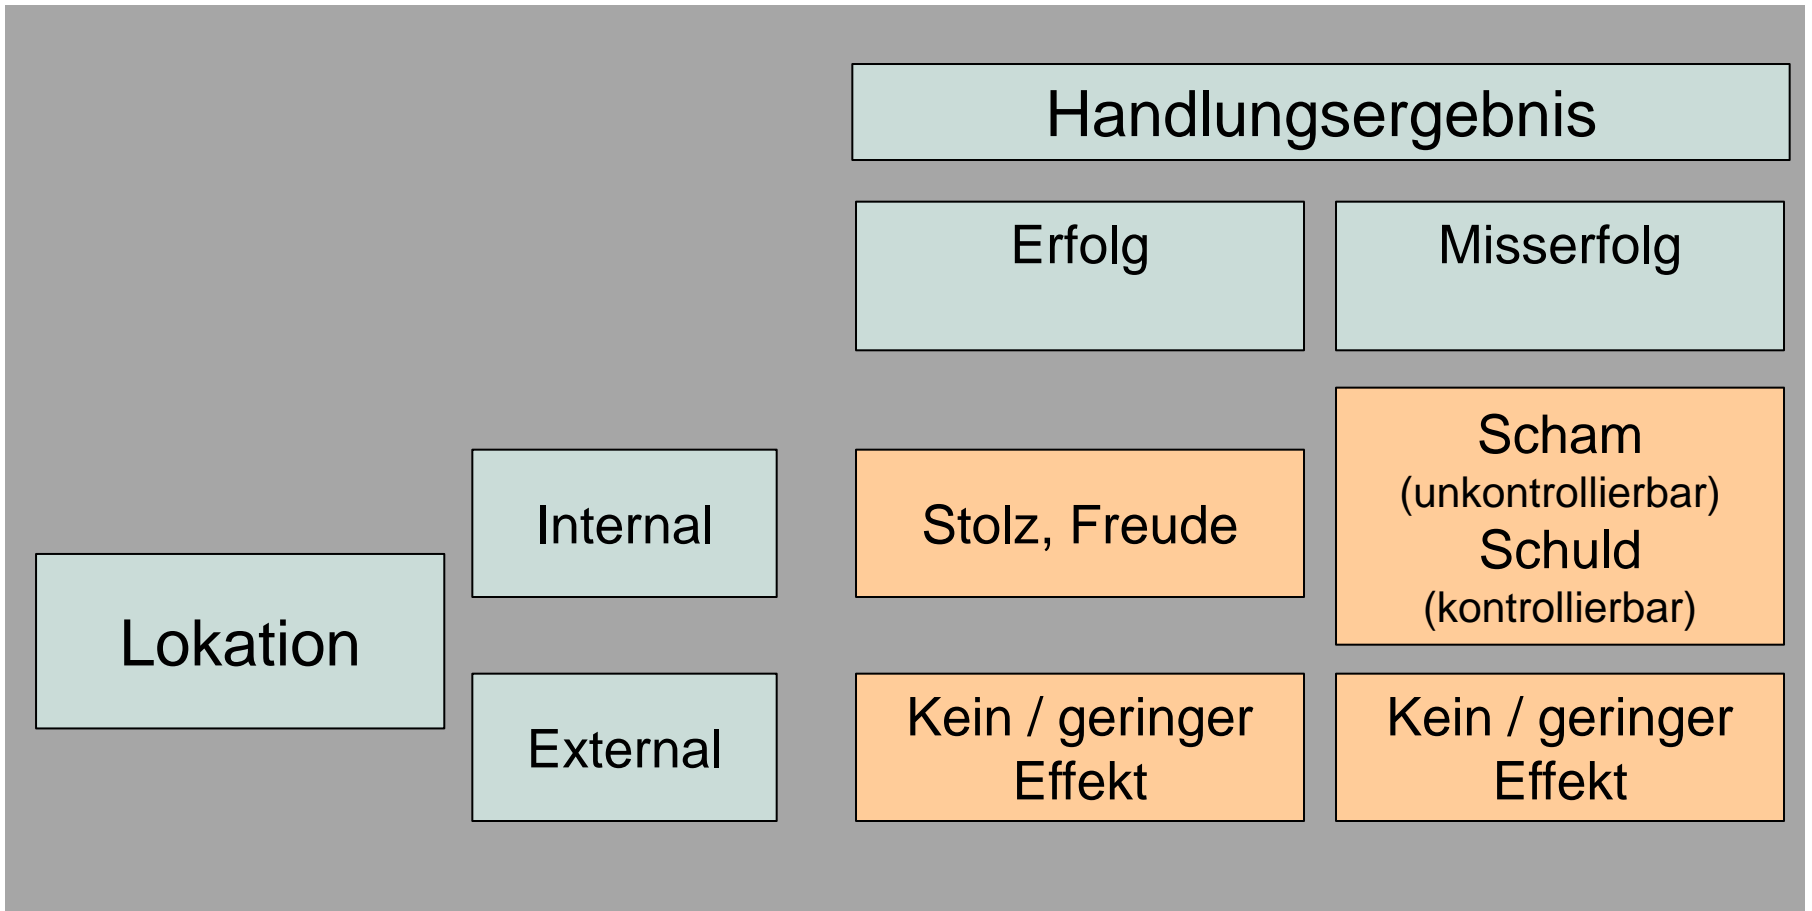 Handlungsergebnis
Erfolg
Misserfolg
Internal
Stolz, Freude
Scham
(unkontrollierbar)
Schuld
(kontrollierbar)
Lokation
External
Kein / geringer
Effekt
Kein / geringer
Effekt